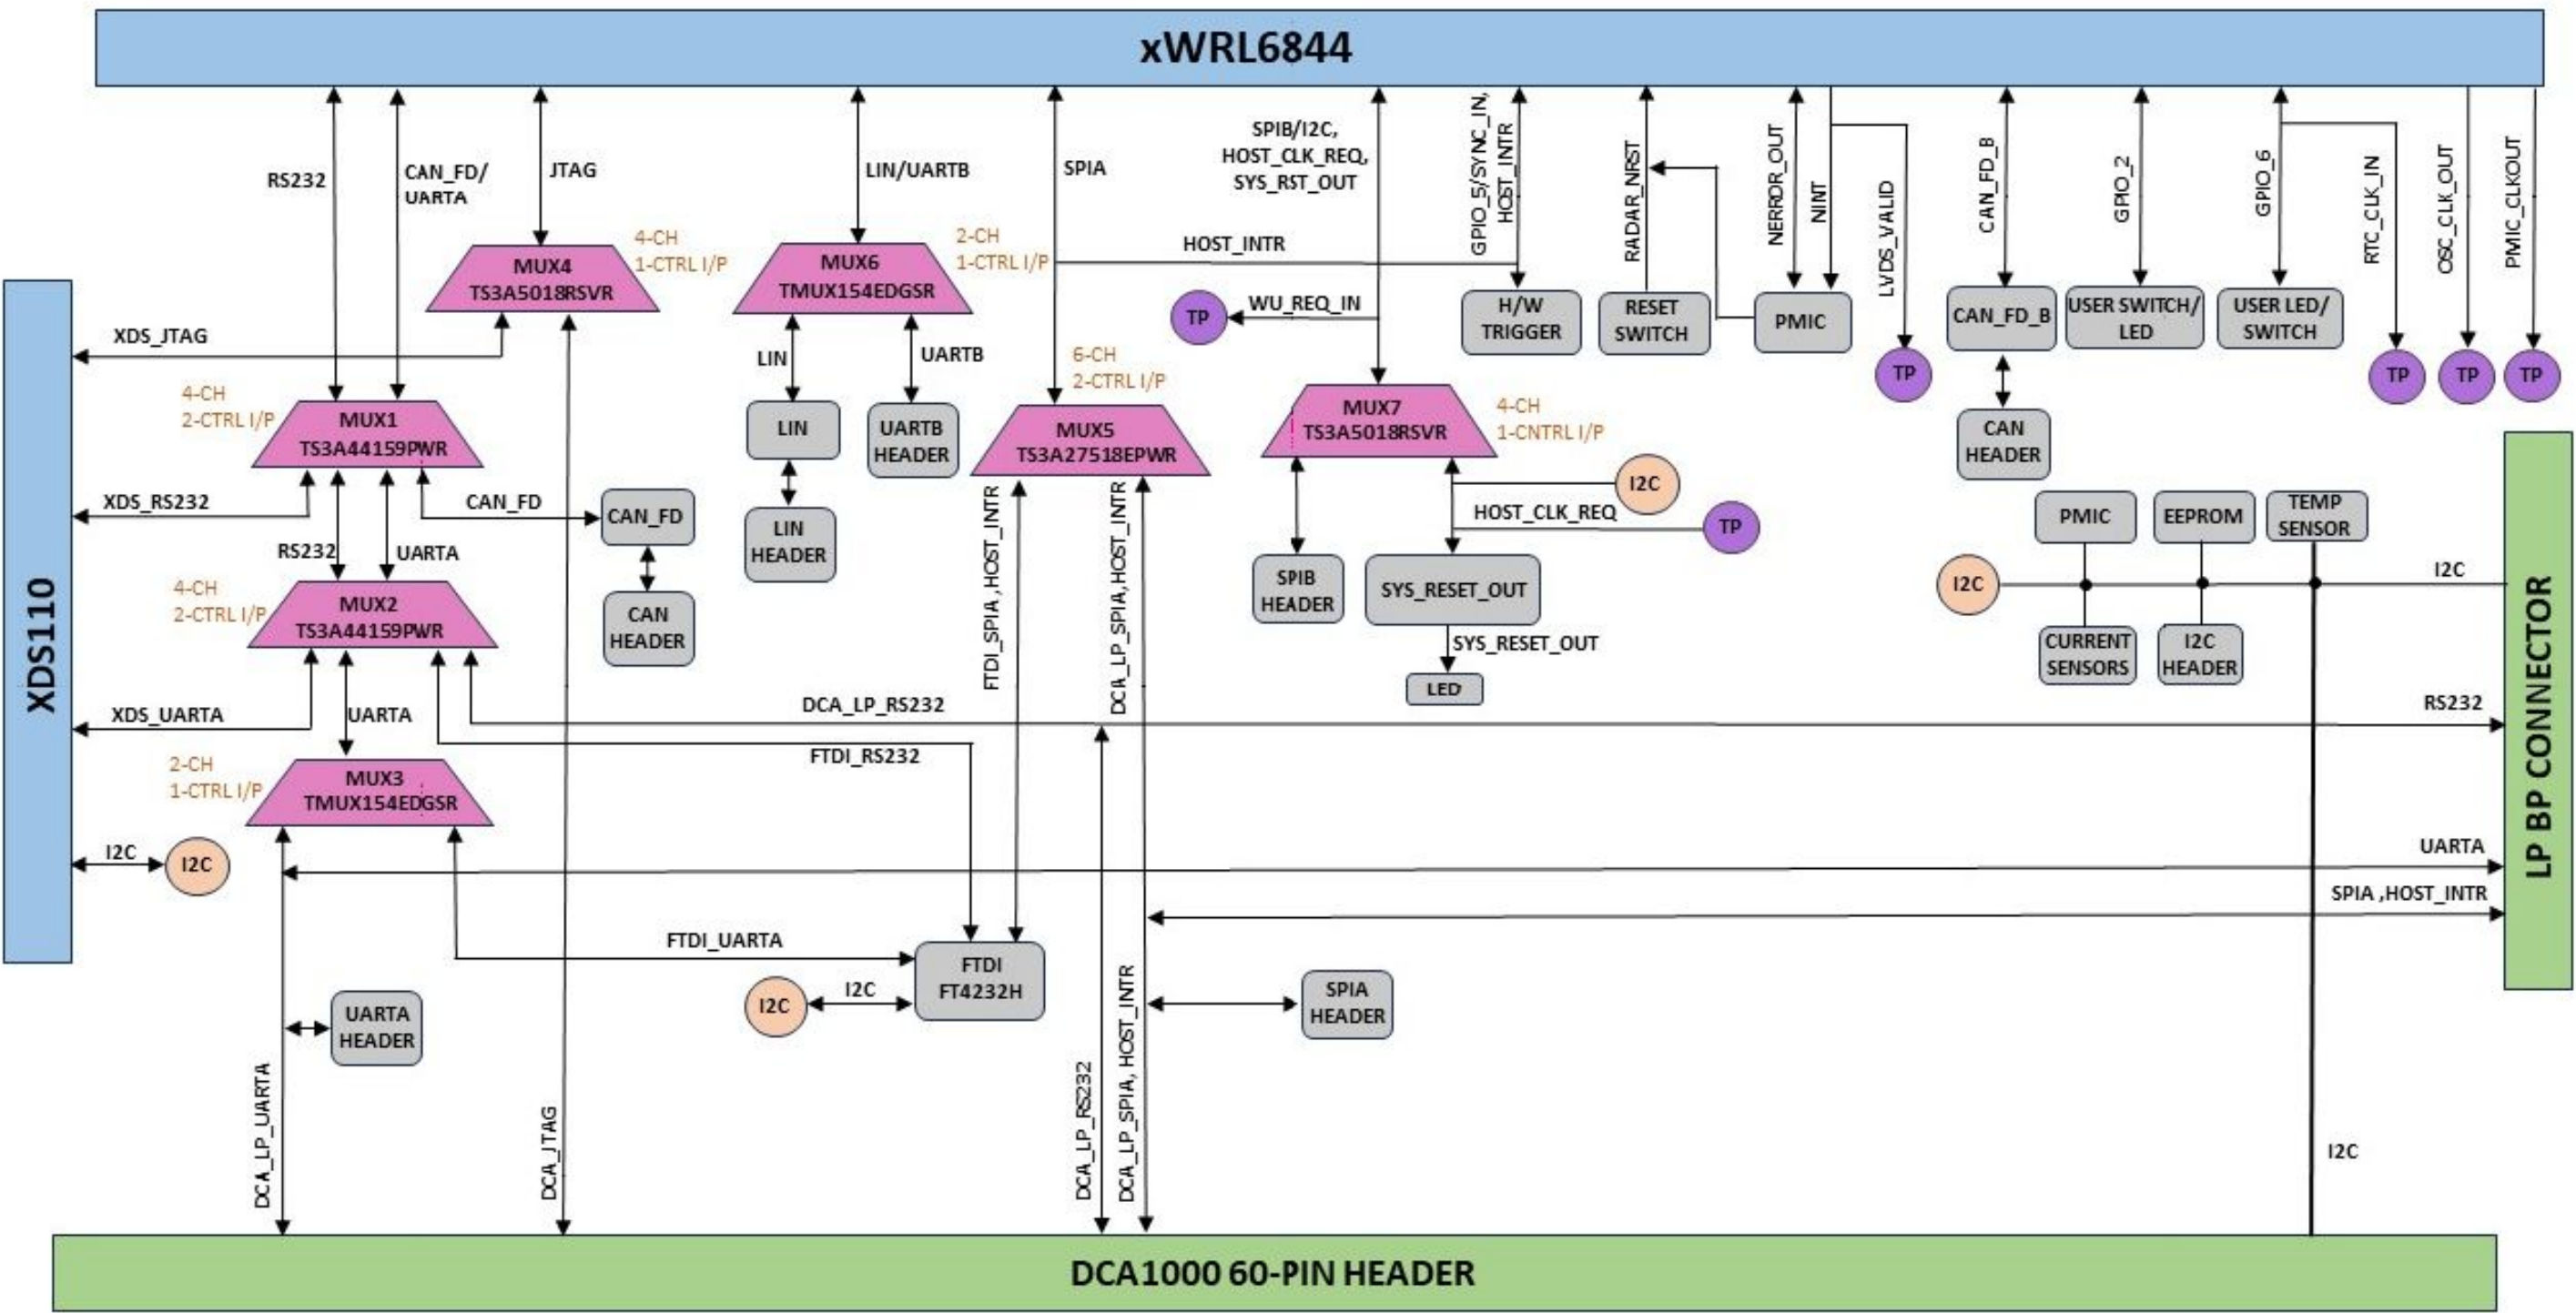 xWRL6844
RS232
CAN_FD/
UARTA
JTAG
LIN/UARTB
SPIA
SPIB/I2C,
HOST_CLK_REQ,
SYS_RST_OUT
GPIO_5/SYNC_IN,
HOST_INTR
RADAR_NRST
NERROR_OUT
NINT
LVDS_VALID
CAN_FD_B
GPIO_2
GPIO_6
RTC_CLK_IN
OSC_CLK_OUT
PMIC_CLKOUT
4-CH
1-CTRL I/P
2-CH
1-CTRL I/P
HOST_INTR
MUX4
TS3A5018RSVR
MUX6
TMUX154EDGSR
TP
WU_REQ_IN
H/W
TRIGGER
RESET
SWITCH
PMIC
CAN_FD_B
USER SWITCH/
LED
USER LED/
SWITCH
XDS_JTAG
LIN
UARTB
6-CH
2-CTRL I/P
TP
TP
TP
TP
4-CH
2-CTRL I/P
MUX1
TS3A44159PWR
LIN
UARTB
HEADER
MUX5
TS3A27518EPWR
MUX7
TS3A5018RSVR
4-CH
1-CNTRL I/P
CAN
HEADER
XDS_RS232
CAN_FD
CAN_FD
LIN
HEADER
FTDI_SPIA ,HOST_INTR
DCA_LP_SPIA,HOST_INTR
I2C
HOST_CLK_REQ
TP
PMIC
EEPROM
TEMP
SENSOR
RS232
UARTA
XDS110
4-CH
2-CTRL I/P
MUX2
TS3A44159PWR
CAN
HEADER
SPIB
HEADER
SYS_RESET_OUT
I2C
I2C
LP BP CONNECTOR
SYS_RESET_OUT
LED
CURRENT
SENSORS
I2C
HEADER
XDS_UARTA
UARTA
DCA_LP_RS232
RS232
FTDI_RS232
2-CH
1-CTRL I/P
MUX3
TMUX154EDGSR
I2C
I2C
UARTA
SPIA ,HOST_INTR
FTDI_UARTA
FTDI
FT4232H
I2C
I2C
SPIA
HEADER
UARTA
HEADER
DCA_LP_UARTA
DCA_JTAG
DCA_LP_RS232
DCA_LP_SPIA, HOST_INTR
I2C
DCA1000 60-PIN HEADER